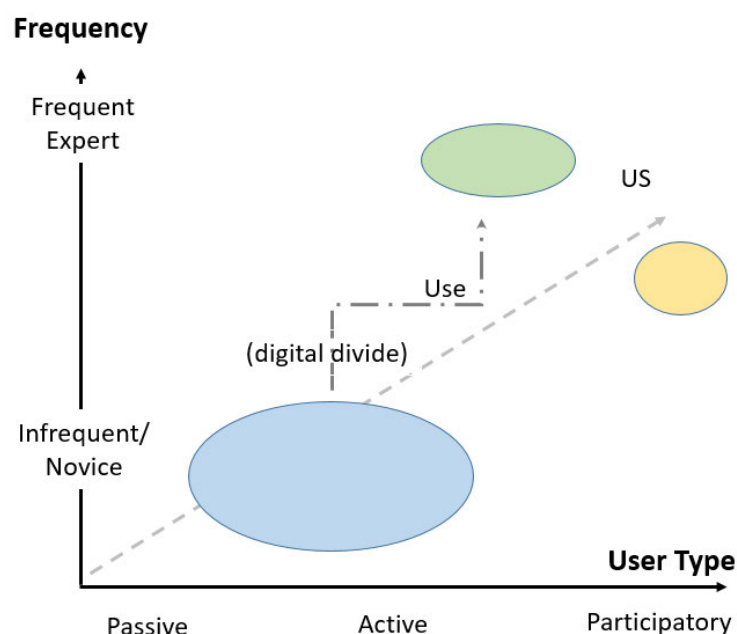 Frequency
Frequent
Expert
US
Use
(digital divide)
Infrequent/
Novice
User Type
Passive
Active
Participatory